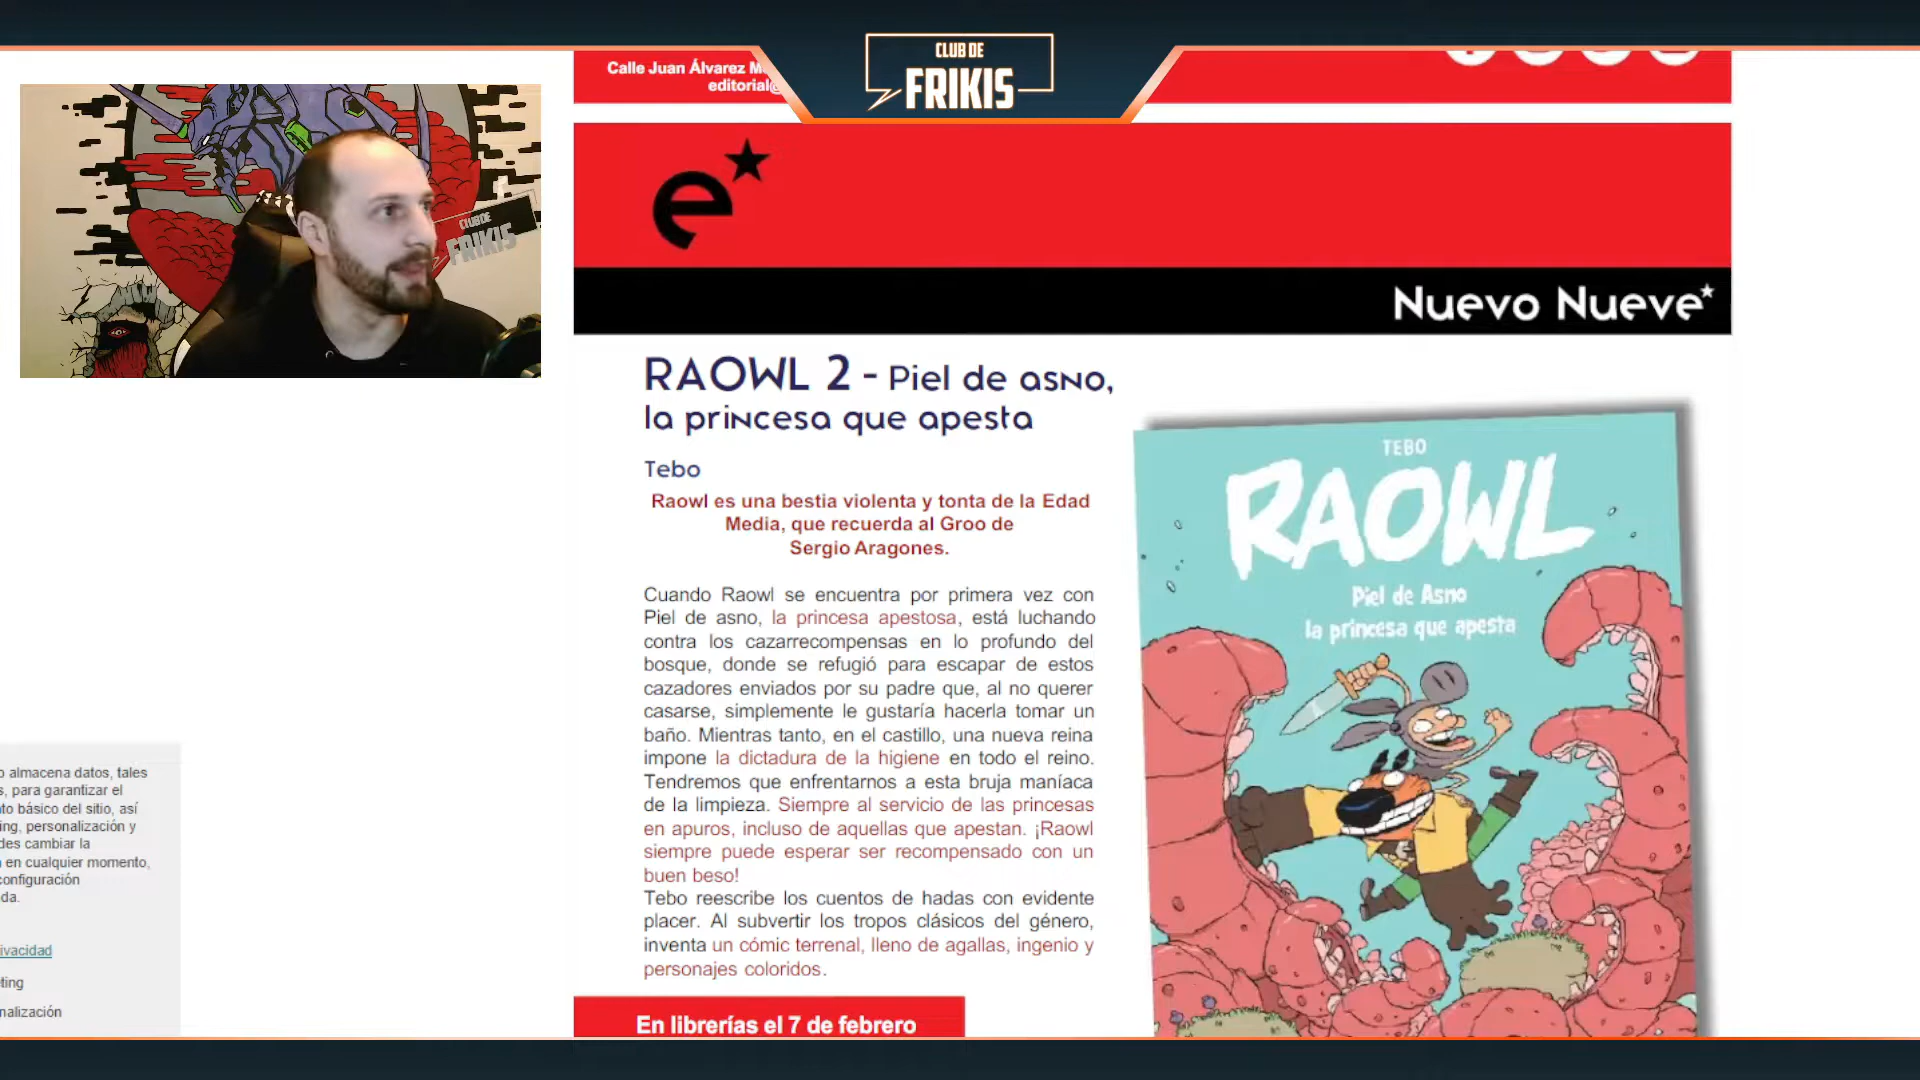 CLUB DE
FRIKIS
Calle Juan Álvarez M
editorial@
CLUB DE
FRIKIS
e
Nuevo Nueve
RAOWL 2 - Piel de asno,
la princesa que apesta
Tebo
Raowl es una bestia violenta y tonta de la Edad
Media, que recuerda al Groo de
Sergio Aragones.
Cuando Raowl se encuentra por primera vez con
Piel de asno, la princesa apestosa, está luchando
contra los cazarrecompensas en lo profundo del
bosque, donde se refugió para escapar de estos
cazadores enviados por su padre que, al no querer
casarse, simplemente le gustaría hacerla tomar un
baño. Mientras tanto, en el castillo, una nueva reina
impone la dictadura de la higiene en todo el reino.
Tendremos que enfrentarnos a esta bruja maníaca
de la limpieza. Siempre al servicio de las princesas
en apuros, incluso de aquellas que apestan. ¡Raowl
siempre puede esperar ser recompensado con un
buen beso!
Tebo reescribe los cuentos de hadas con evidente
placer. Al subvertir los tropos clásicos del género,
inventa un cómic terrenal, lleno de agallas, ingenio y
personajes coloridos.
En librerías el 7 de febrero
TEBO
RAOWL
Piel de Asno
la princesa que apesta
o almacena datos, tales
s, para garantizar el
to básico del sitio, así
ing, personalización y
des cambiar la
n en cualquier momento,
configuración
da.
ivacidad
ting
nalización